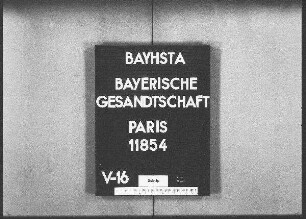 BAYHSTA
BAYERISCHE
GESANDTSCHAFT
PARIS
11854
V-16